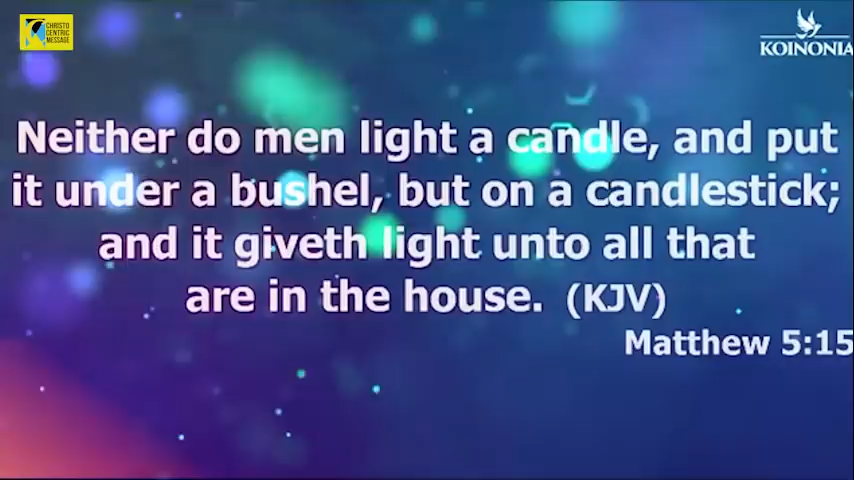 CHRISTO
CENTRIC
MESSAGE
KOINONIA
Neither do men light a candle, and put
it under a bushel, but on a candlestick;
and it giveth light unto all that
are in the house. (KJV)
Matthew 5:15